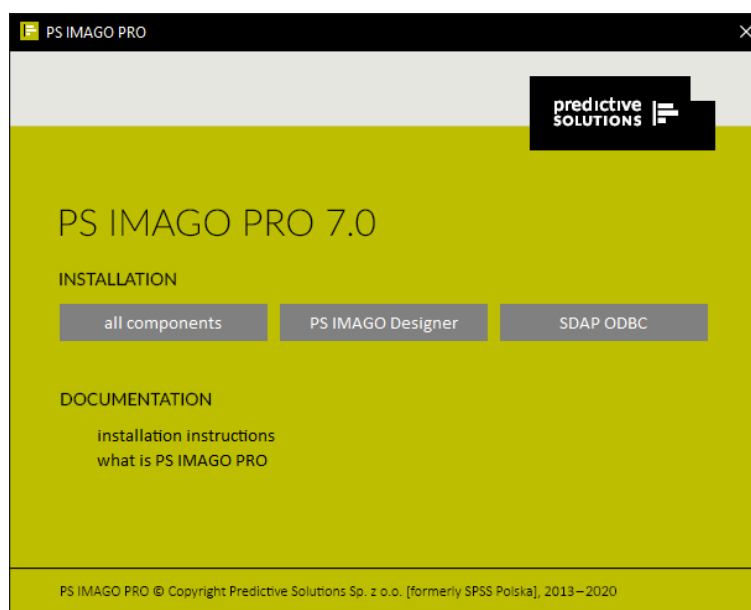 PS IMAGO PRO
predictive
SOLUTIONS
PS IMAGO PRO 7.0
INSTALLATION
all components
PS IMAGO Designer
SDAP ODBC
DOCUMENTATION
installation instructions
what is PS IMAGO PRO
PS IMAGO PRO © Copyright Predictive Solutions Sp. z o.o. [formerly SPSS Polska], 2013–2020